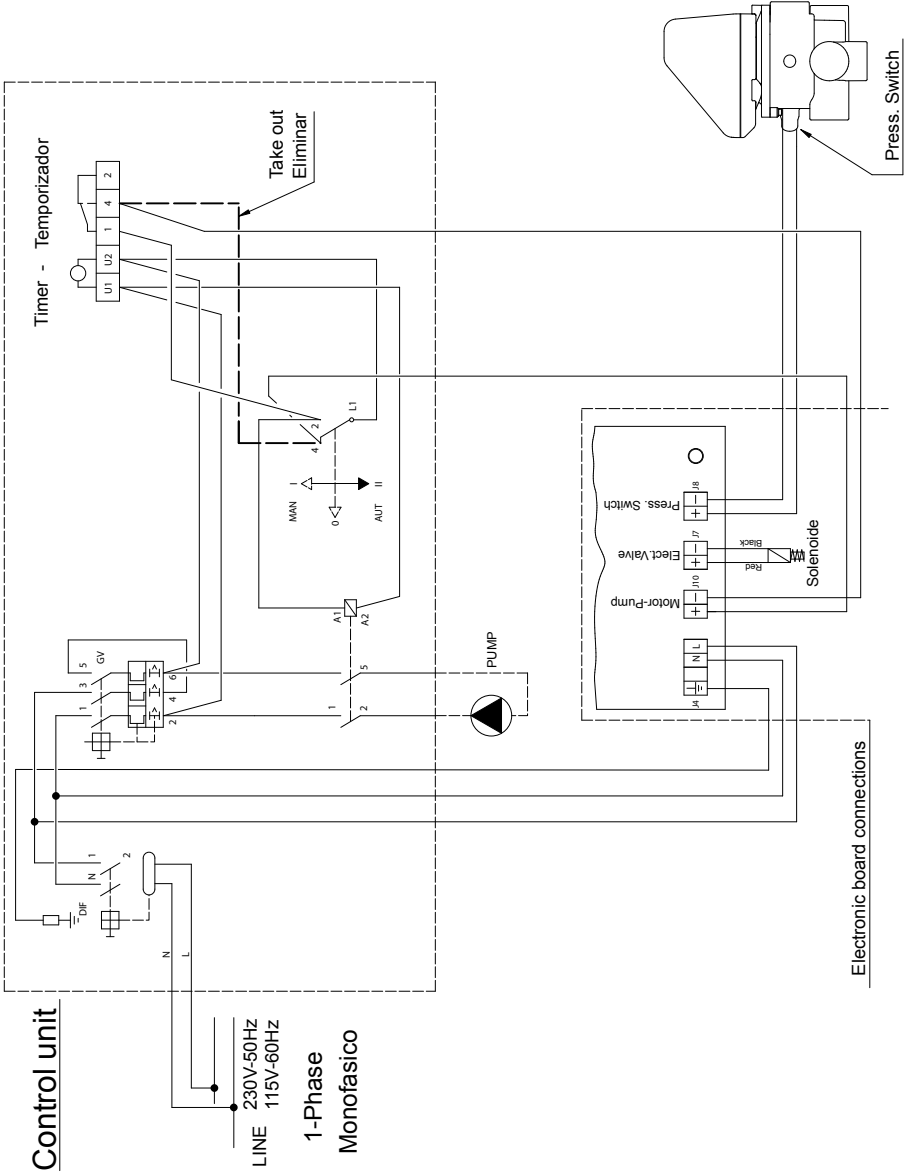 Control unit
LINE
230V-50Hz
115V-60Hz
1-Phase
Monofasico
N
L
DIF
N
1
2
GV
1
3
5
2
4
6
Timer - Temporizador
U1
U2
1
4
2
Take out
Eliminar
MAN
I
0
AUT
II
4
2
L1
A1
A2
1
2
5
PUMP
Electronic board connections
J4
N
L
Motor-Pump
J10
+
−
Elect.Valve
J7
+
−
Red
Black
Solenoide
Press. Switch
J8
+
−
Press. Switch